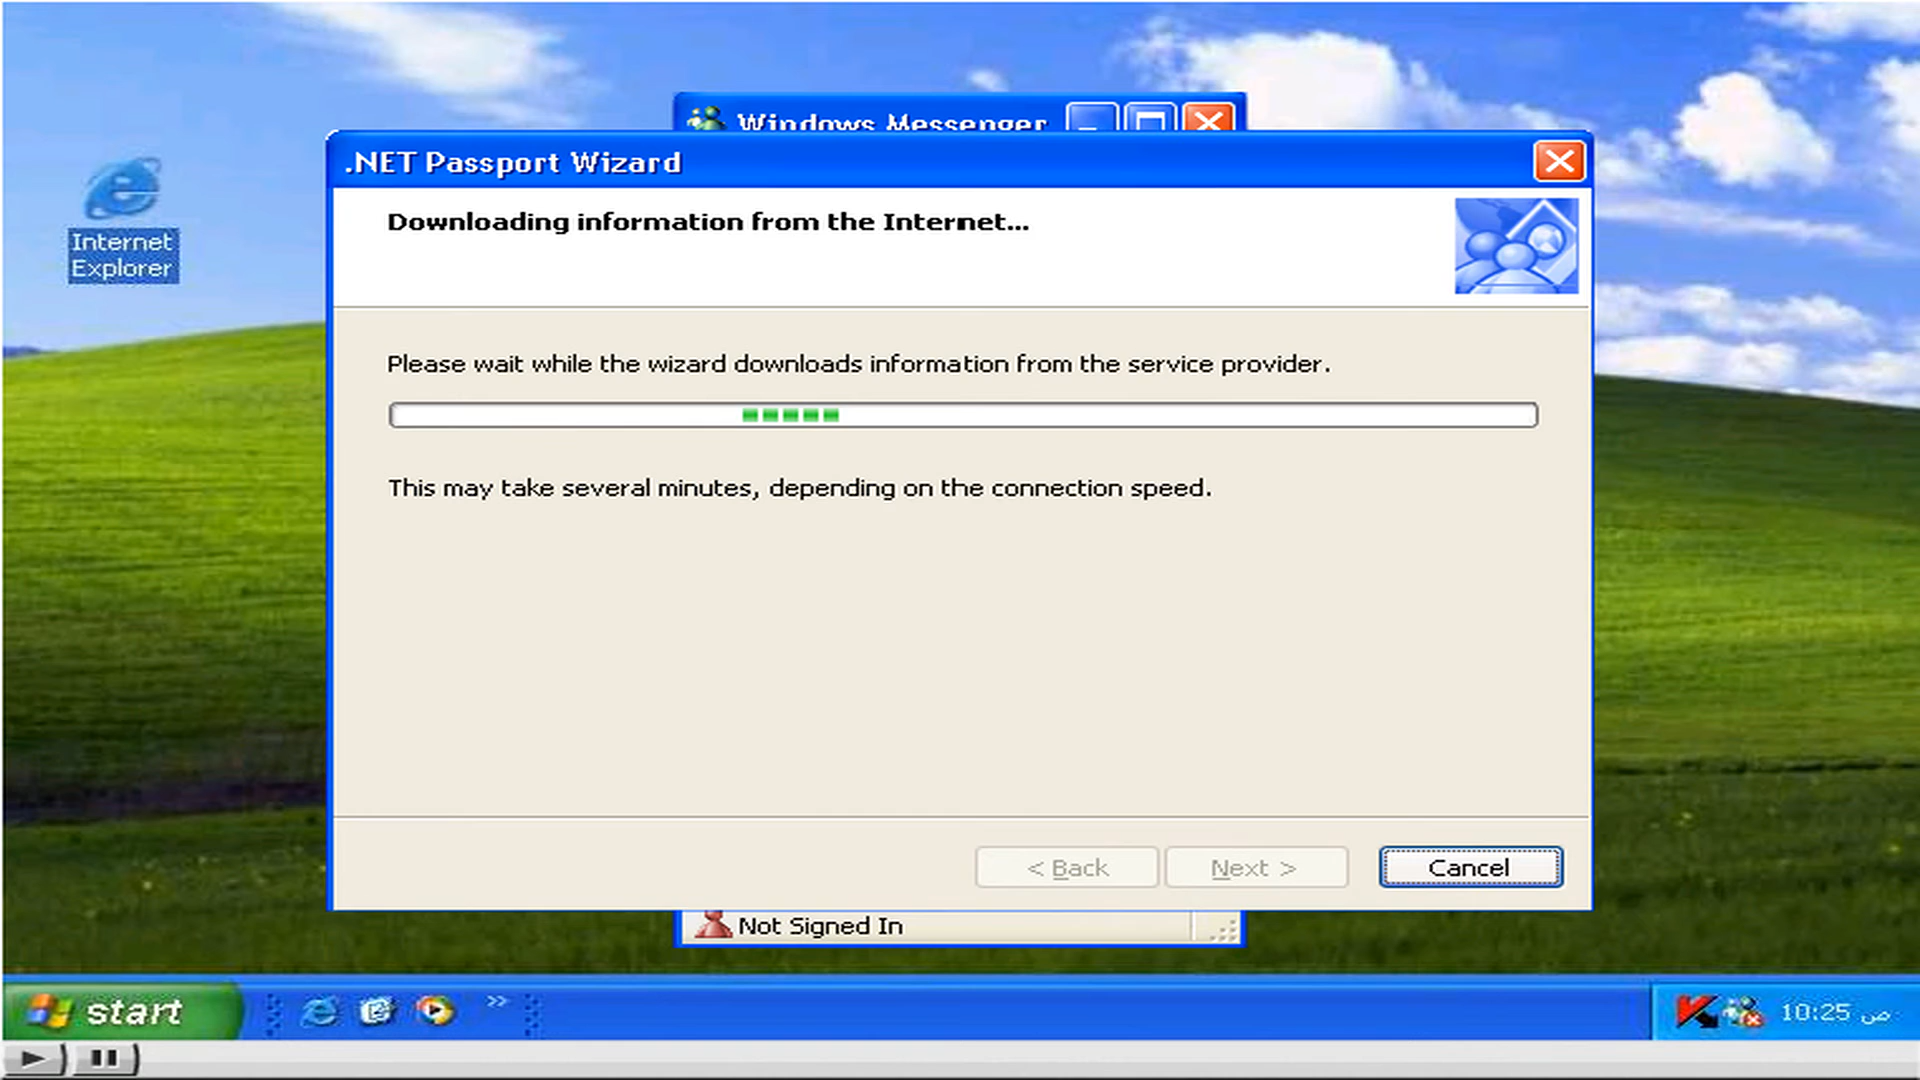 Windows Messenger
.NET Passport Wizard
Downloading information from the Internet...
Internet
Explorer
Please wait while the wizard downloads information from the service provider.
This may take several minutes, depending on the connection speed.
< Back
Next >
Cancel
Not Signed In
start
»
10:25 ص